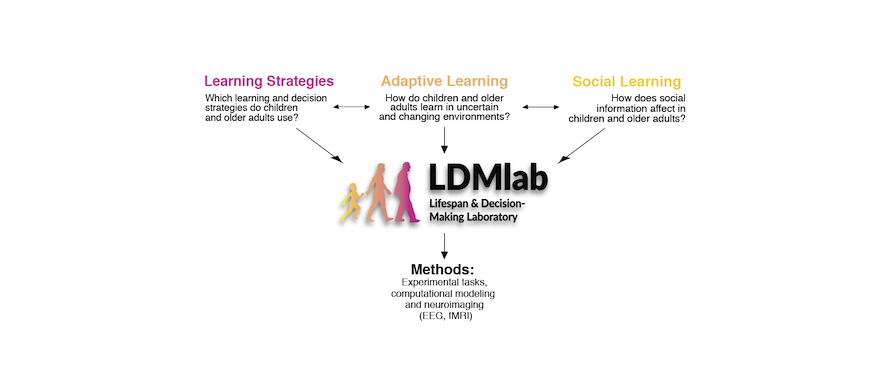 Learning Strategies
Which learning and decision
strategies do children
and older adults use?
Adaptive Learning
How do children and older
adults learn in uncertain
and changing environments?
Social Learning
How does social
information affect in
children and older adults?
LDMlab
Lifespan & Decision-
Making Laboratory
Methods:
Experimental tasks,
computational modeling
and neuroimaging
(EEG, fMRI)